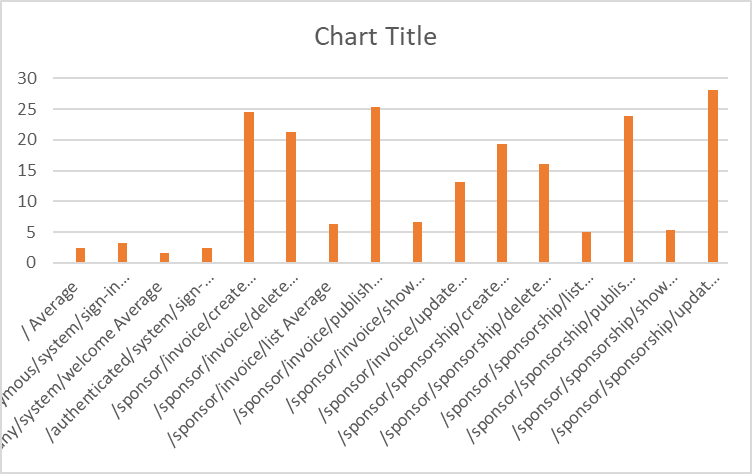 Chart Title
30
25
20
15
10
5
0
/ Average
ymous/system/sign-in...
any/system/welcome Average
/authenticated/system/sign-...
/sponsor/invoice/create...
/sponsor/invoice/delete...
/sponsor/invoice/list Average
/sponsor/invoice/publish...
/sponsor/invoice/show...
/sponsor/invoice/update...
/sponsor/sponsorship/create...
/sponsor/sponsorship/delete...
/sponsor/sponsorship/list...
/sponsor/sponsorship/publis...
/sponsor/sponsorship/show...
/sponsor/sponsorship/updat...